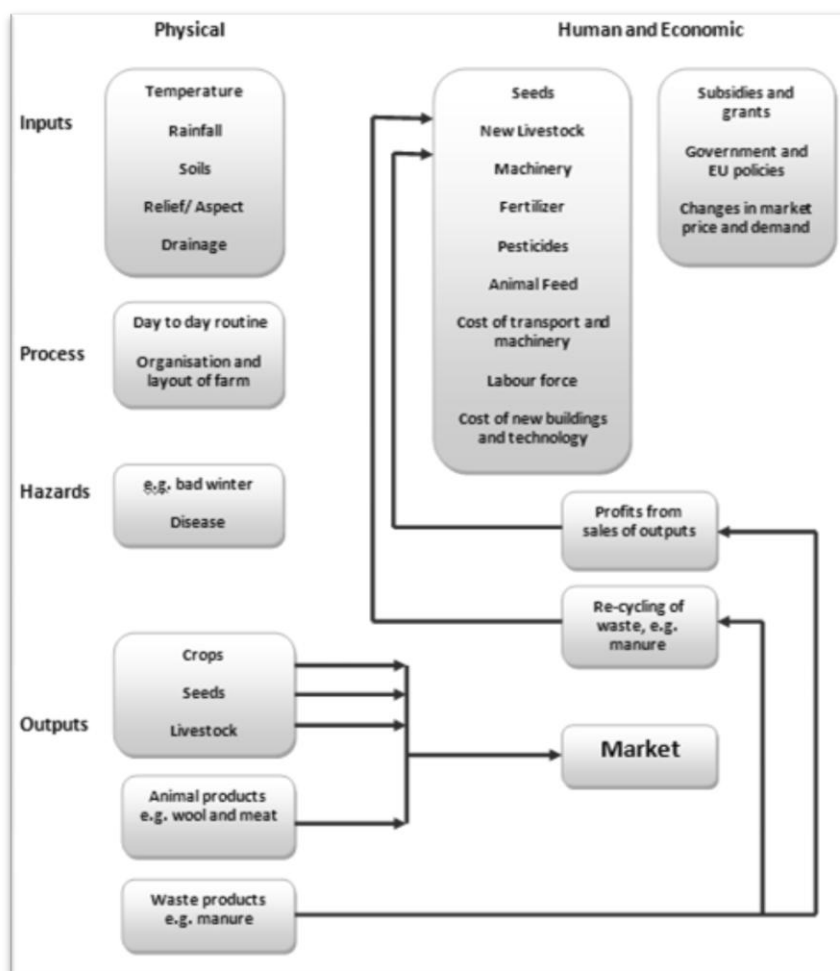 Physical
Human and Economic
Inputs
Temperature
Rainfall
Soils
Relief/ Aspect
Drainage
Seeds
New Livestock
Machinery
Fertilizer
Pesticides
Animal Feed
Cost of transport and
machinery
Labour force
Cost of new buildings
and technology
Subsidies and
grants
Government and
EU policies
Changes in market
price and demand
Process
Day to day routine
Organisation and
layout of farm
Hazards
e.g. bad winter
Disease
Profits from
sales of outputs
Re-cycling of
waste, e.g.
manure
Outputs
Crops
Seeds
Livestock
Market
Animal products
e.g. wool and meat
Waste products
e.g. manure